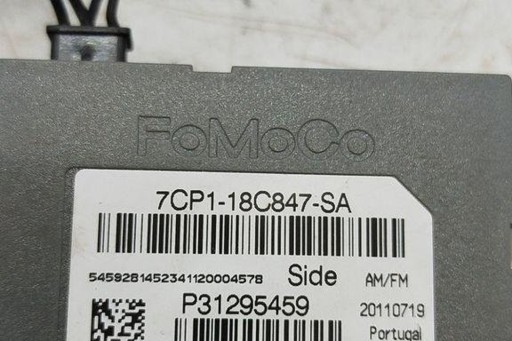 FoMoCo
7CP1-18C847-SA
5459281452341120004578 Side AM/FM
P31295459 20110719
Portugal